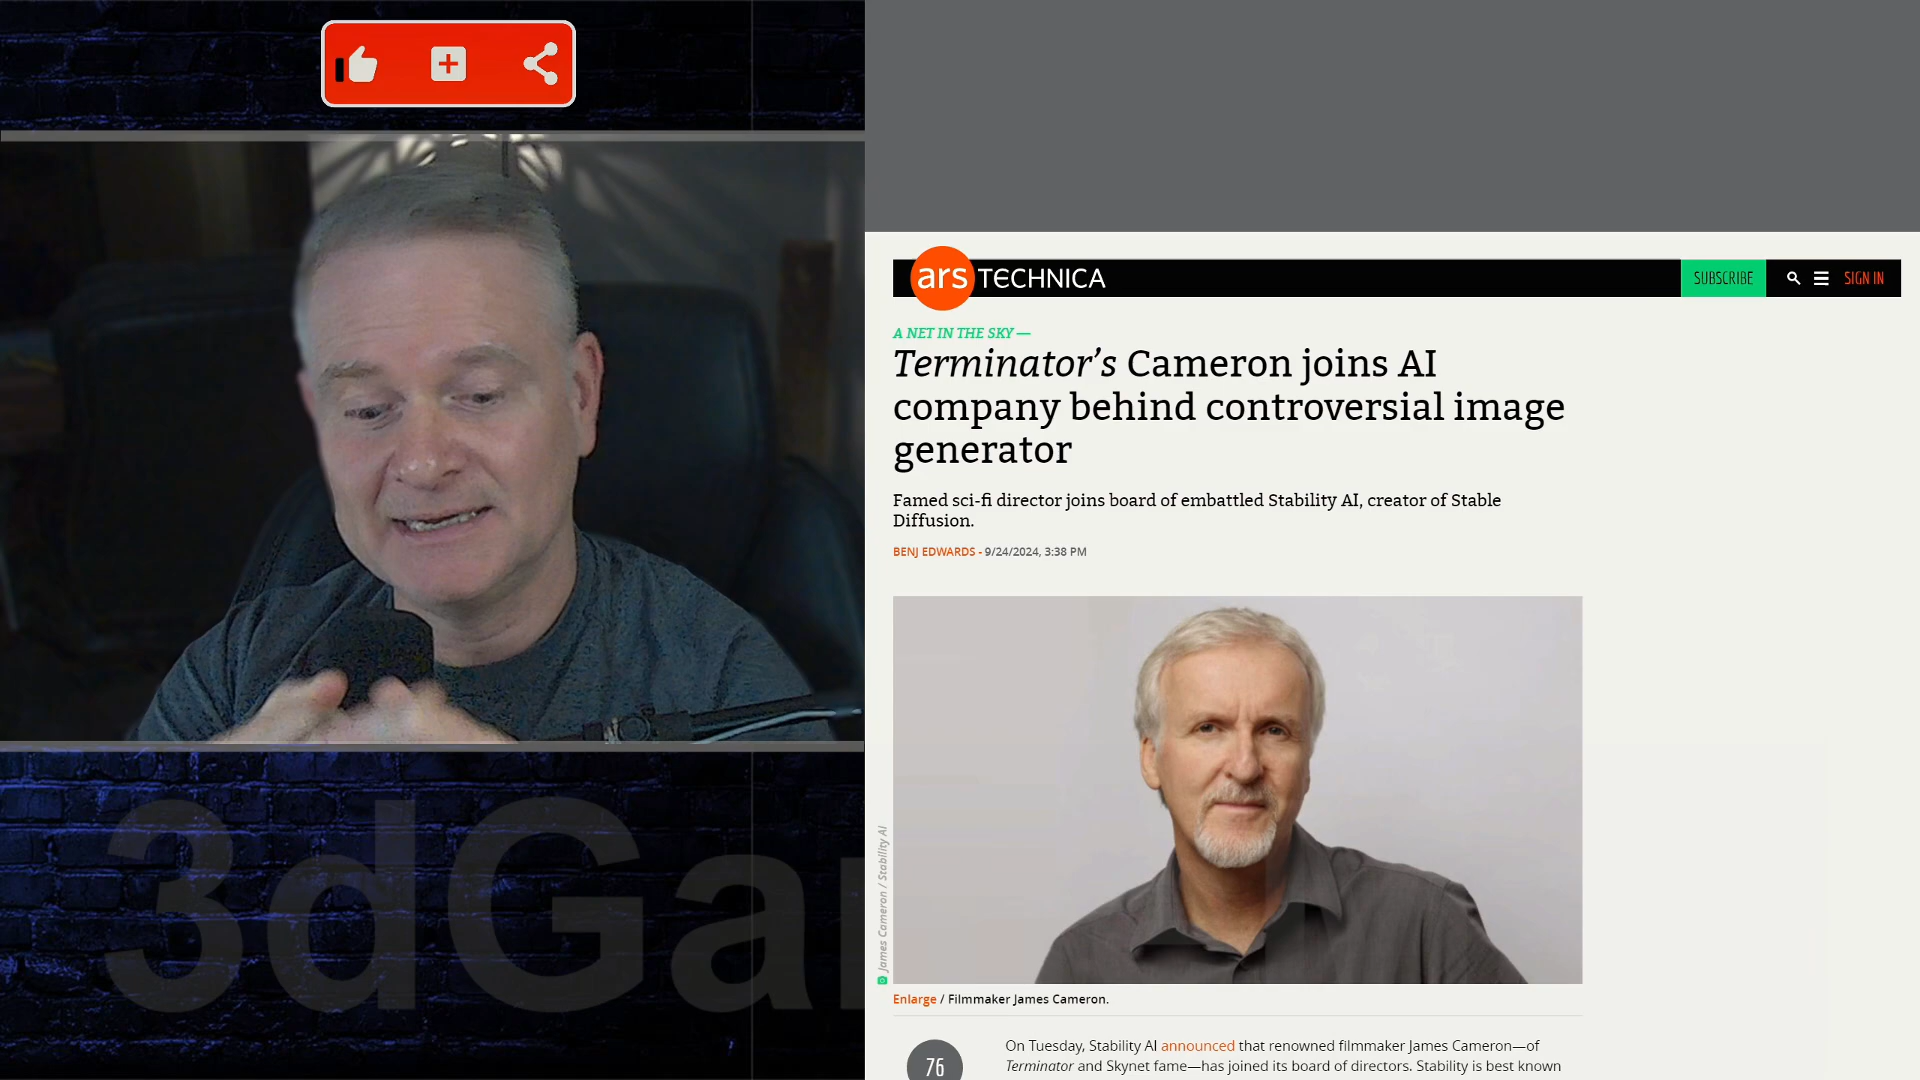 ars TECHNICA
SUBSCRIBE
SIGN IN
A NET IN THE SKY —
Terminator’s Cameron joins AI
company behind controversial image
generator
Famed sci-fi director joins board of embattled Stability AI, creator of Stable
Diffusion.
BENJ EDWARDS - 9/24/2024, 3:38 PM
James Cameron / Stability AI
Enlarge / Filmmaker James Cameron.
76
On Tuesday, Stability AI announced that renowned filmmaker James Cameron—of
Terminator and Skynet fame—has joined its board of directors. Stability is best known
3dGa